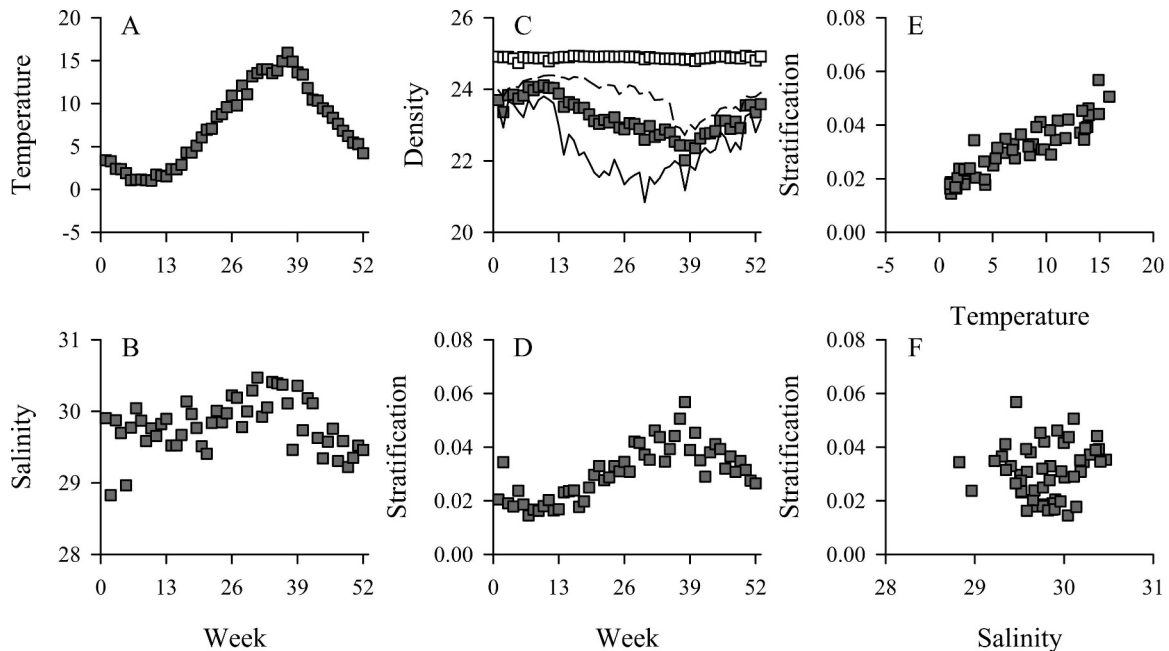 A
Temperature
20
15
10
5
0
-5
0 13 26 39 52
C
Density
26
24
22
20
0 13 26 39 52
E
Stratification
0.08
0.06
0.04
0.02
0.00
-5 0 5 10 15 20
Temperature
B
Salinity
31
30
29
28
0 13 26 39 52
Week
D
Stratification
0.08
0.06
0.04
0.02
0.00
0 13 26 39 52
Week
F
Stratification
0.08
0.06
0.04
0.02
0.00
28 29 30 31
Salinity